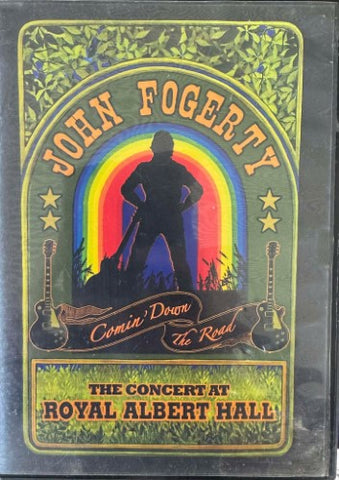 JOHN FOGERTY
Comin' Down
The Road
THE CONCERT AT
ROYAL ALBERT HALL